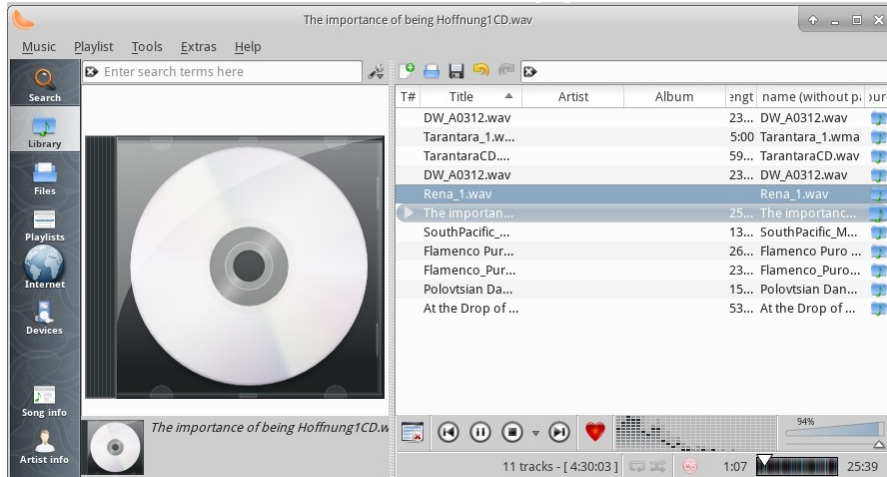 The importance of being Hoffnung1CD.wav
Music Playlist Tools Extras Help
Enter search terms here
Search
Library
Files
Playlists
Internet
Devices
Song info
Artist info
T# Title Artist Album engt name (without pa our
DW_A0312.wav 23... DW_A0312.wav
Tarantara_1.w... 5:00 Tarantara_1.wma
TarantaraCD.... 59... TarantaraCD.wav
DW_A0312.wav 23... DW_A0312.wav
Rena_1.wav Rena_1.wav
The importan... 25... The importanc...
SouthPacific_... 13... SouthPacific_M...
Flamenco Pur... 26... Flamenco Puro ...
Flamenco_Pur... 23... Flamenco_Puro...
Polovtsian Da... 15... Polovtsian Dan...
At the Drop of ... 53... At the Drop of ...
The importance of being Hoffnung1CD.w
94%
11 tracks - [ 4:30:03 ] 1:07 25:39